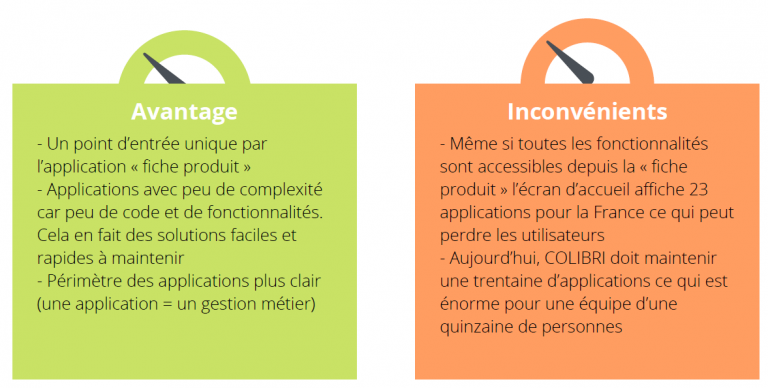 Avantage
- Un point d’entrée unique par
l’application « fiche produit »
- Applications avec peu de complexité
car peu de code et de fonctionnalités.
Cela en fait des solutions faciles et
rapides à maintenir
- Périmètre des applications plus clair
(une application = un gestion métier)
Inconvénients
- Même si toutes les fonctionnalités
sont accessibles depuis la « fiche
produit » l’écran d’accueil affiche 23
applications pour la France ce qui peut
perdre les utilisateurs
- Aujourd’hui, COLIBRI doit maintenir
une trentaine d’applications ce qui est
énorme pour une équipe d’une
quinzaine de personnes